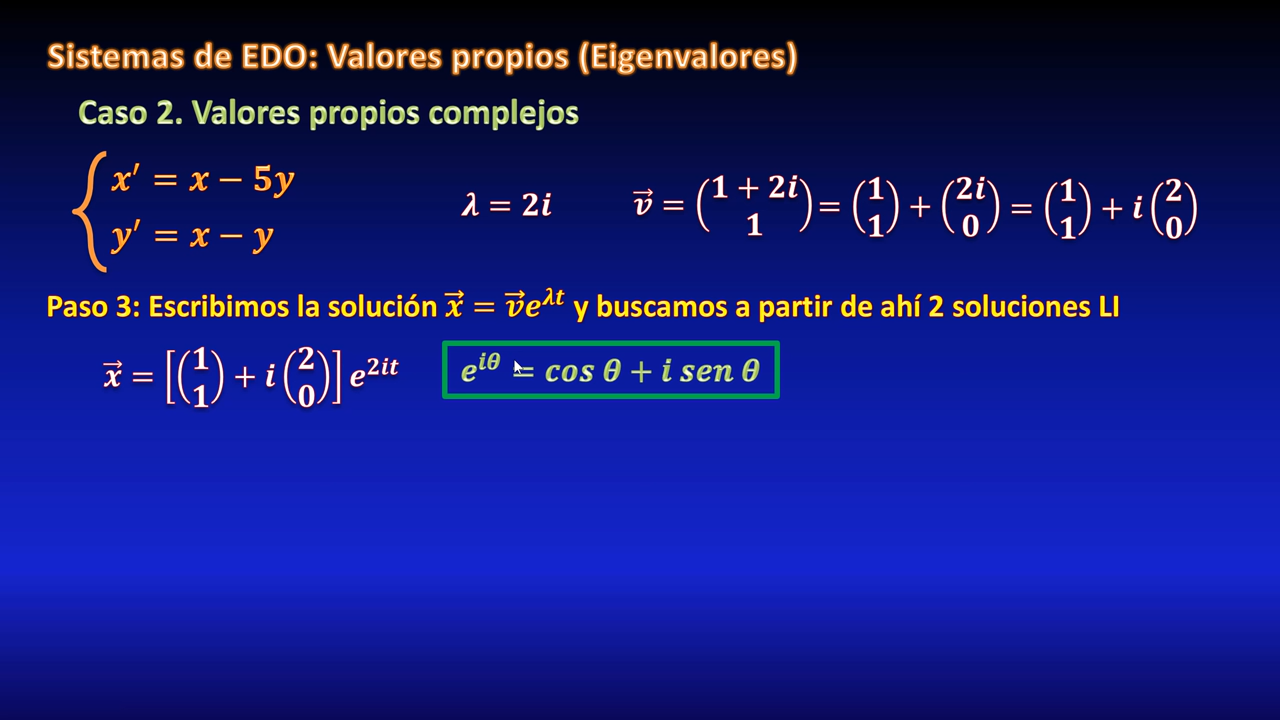 Sistemas de EDO: Valores propios (Eigenvalores)
Caso 2. Valores propios complejos
x′ = x − 5y
y′ = x − y
λ = 2i
v⃗ = (1 + 2i 1) = (1 1) + (2i 0) = (1 1) + i (2 0)
Paso 3: Escribimos la solución x⃗ = v⃗e^{λt} y buscamos a partir de ahí 2 soluciones LI
x⃗ = [(1 1) + i (2 0)] e^{2it}
e^{iθ} = cos θ + i sen θ